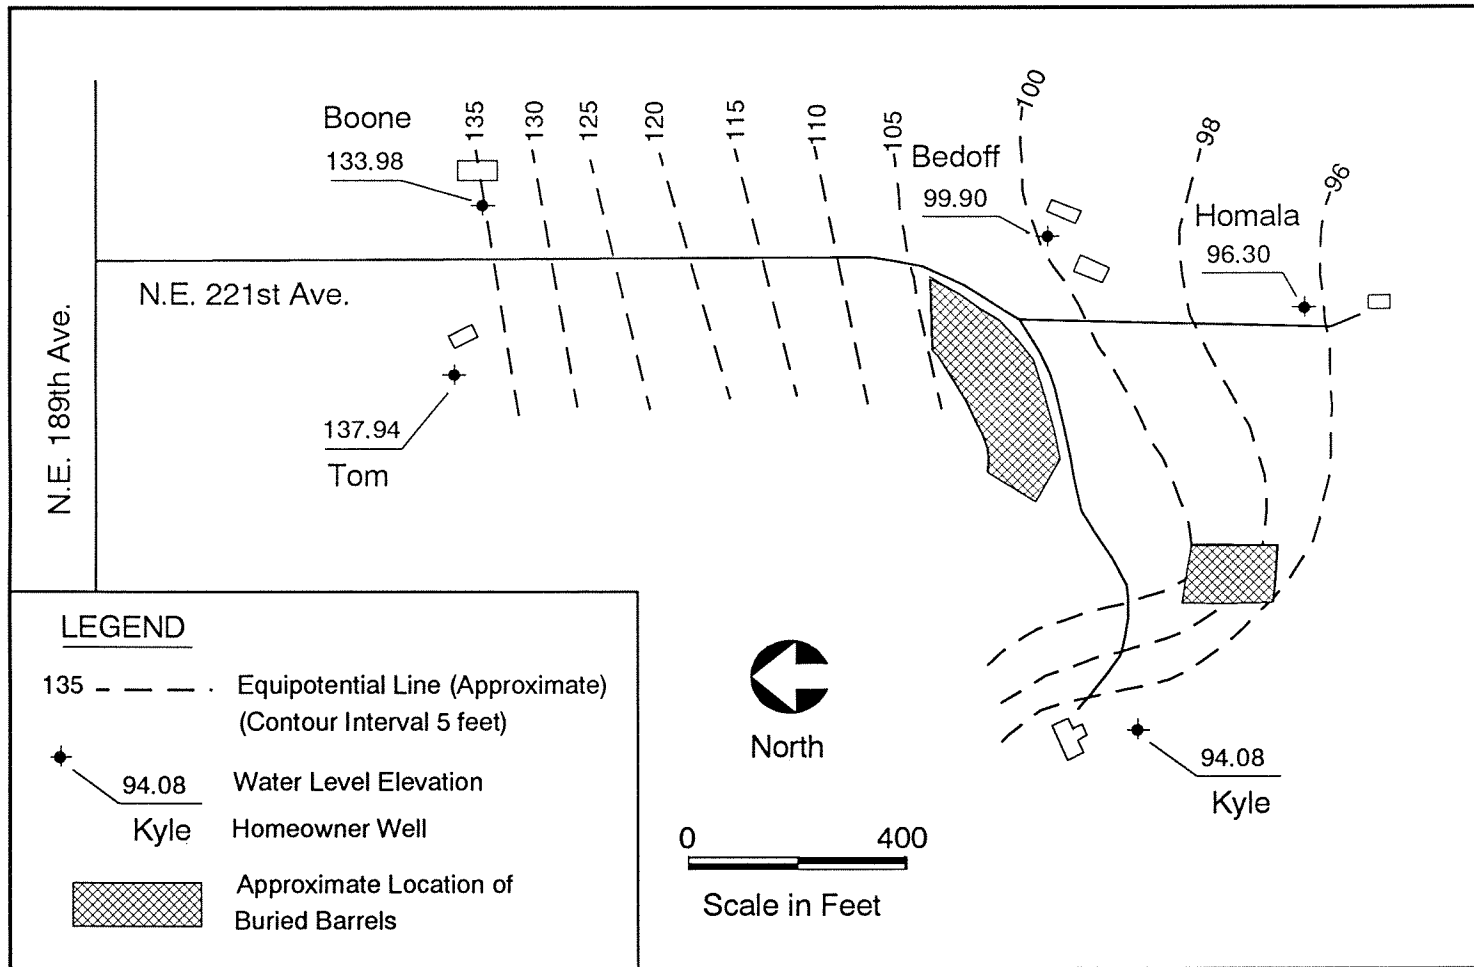 Boone
133.98
135
130
125
120
115
110
105
100
98
96
Bedoff
99.90
Homala
96.30
N.E. 221st Ave.
N.E. 189th Ave.
137.94
Tom
LEGEND
135
Equipotential Line (Approximate)
(Contour Interval 5 feet)
94.08
Water Level Elevation
Kyle
Homeowner Well
Approximate Location of
Buried Barrels
North
0
400
Scale in Feet
94.08
Kyle